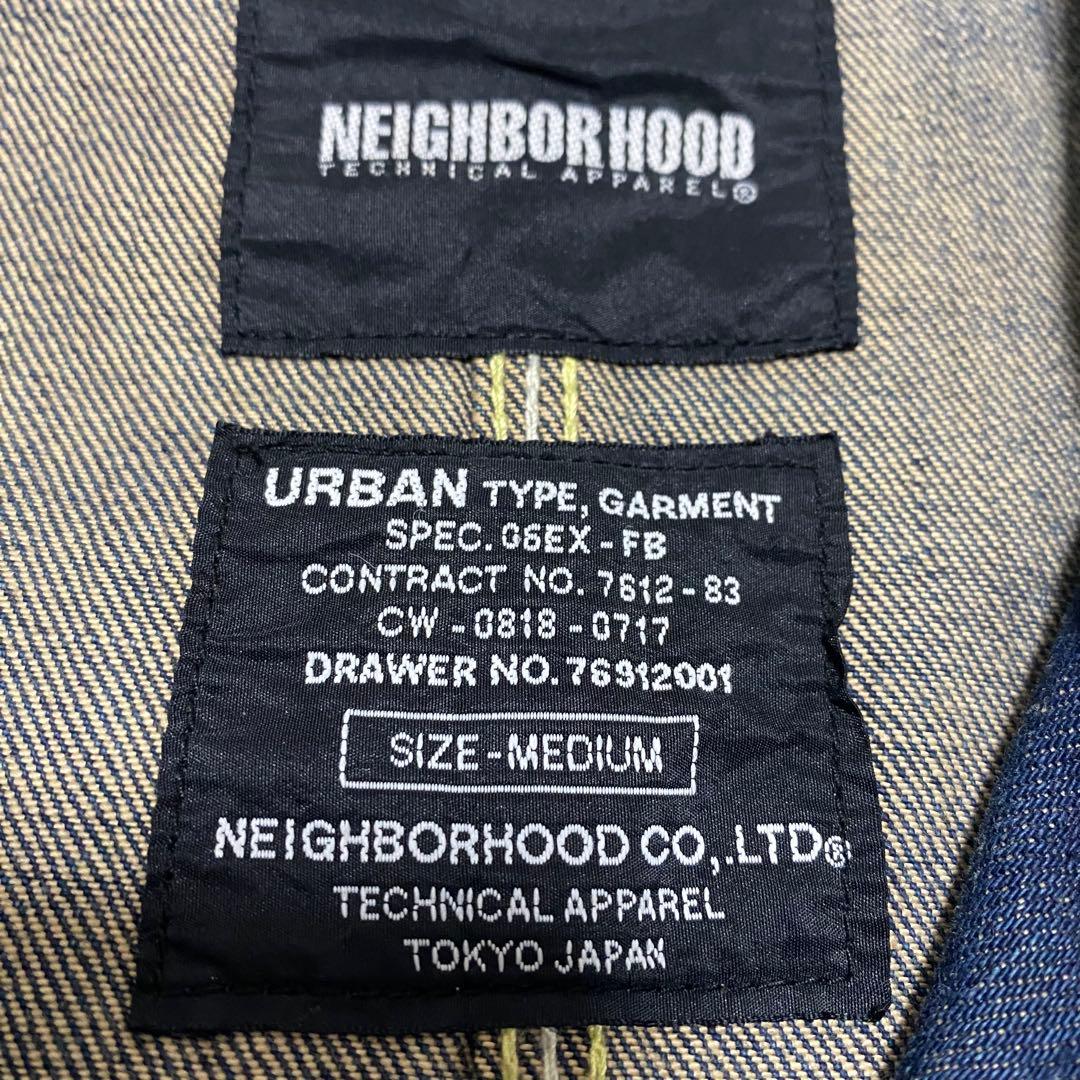 NEIGHBORHOOD
TECHNICAL APPAREL®
URBAN TYPE, GARMENT
SPEC. 06EX-FB
CONTRACT NO. 7612-83
CW-0818-0717
DRAWER NO. 76912001
SIZE-MEDIUM
NEIGHBORHOOD CO,.LTD®
TECHNICAL APPAREL
TOKYO JAPAN